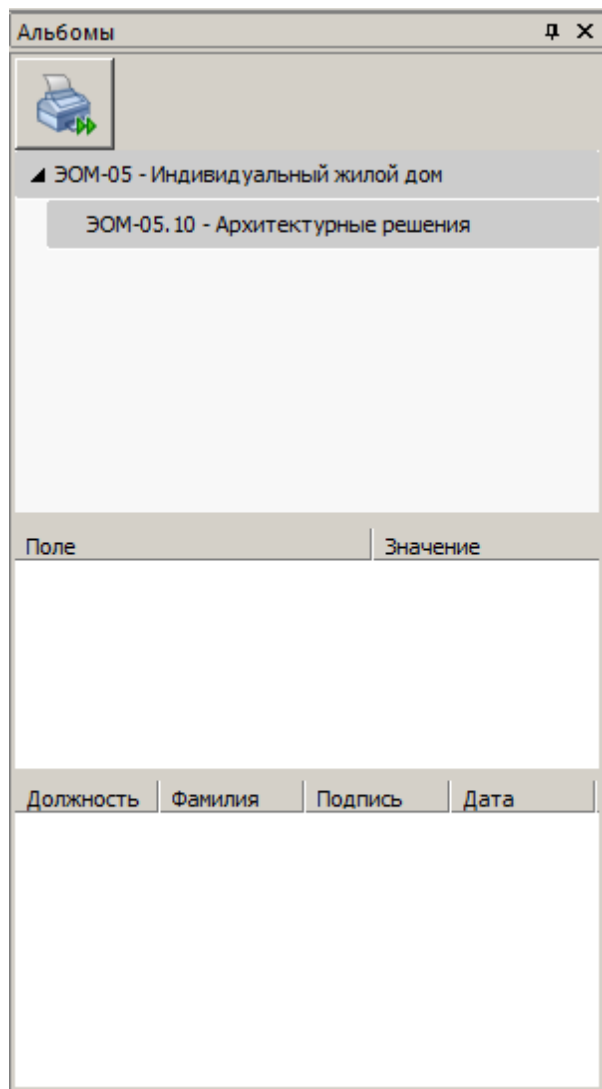 Альбомы
ЭОМ-05 - Индивидуальный жилой дом
ЭОМ-05.10 - Архитектурные решения
Поле Значение
Должность Фамилия Подпись Дата